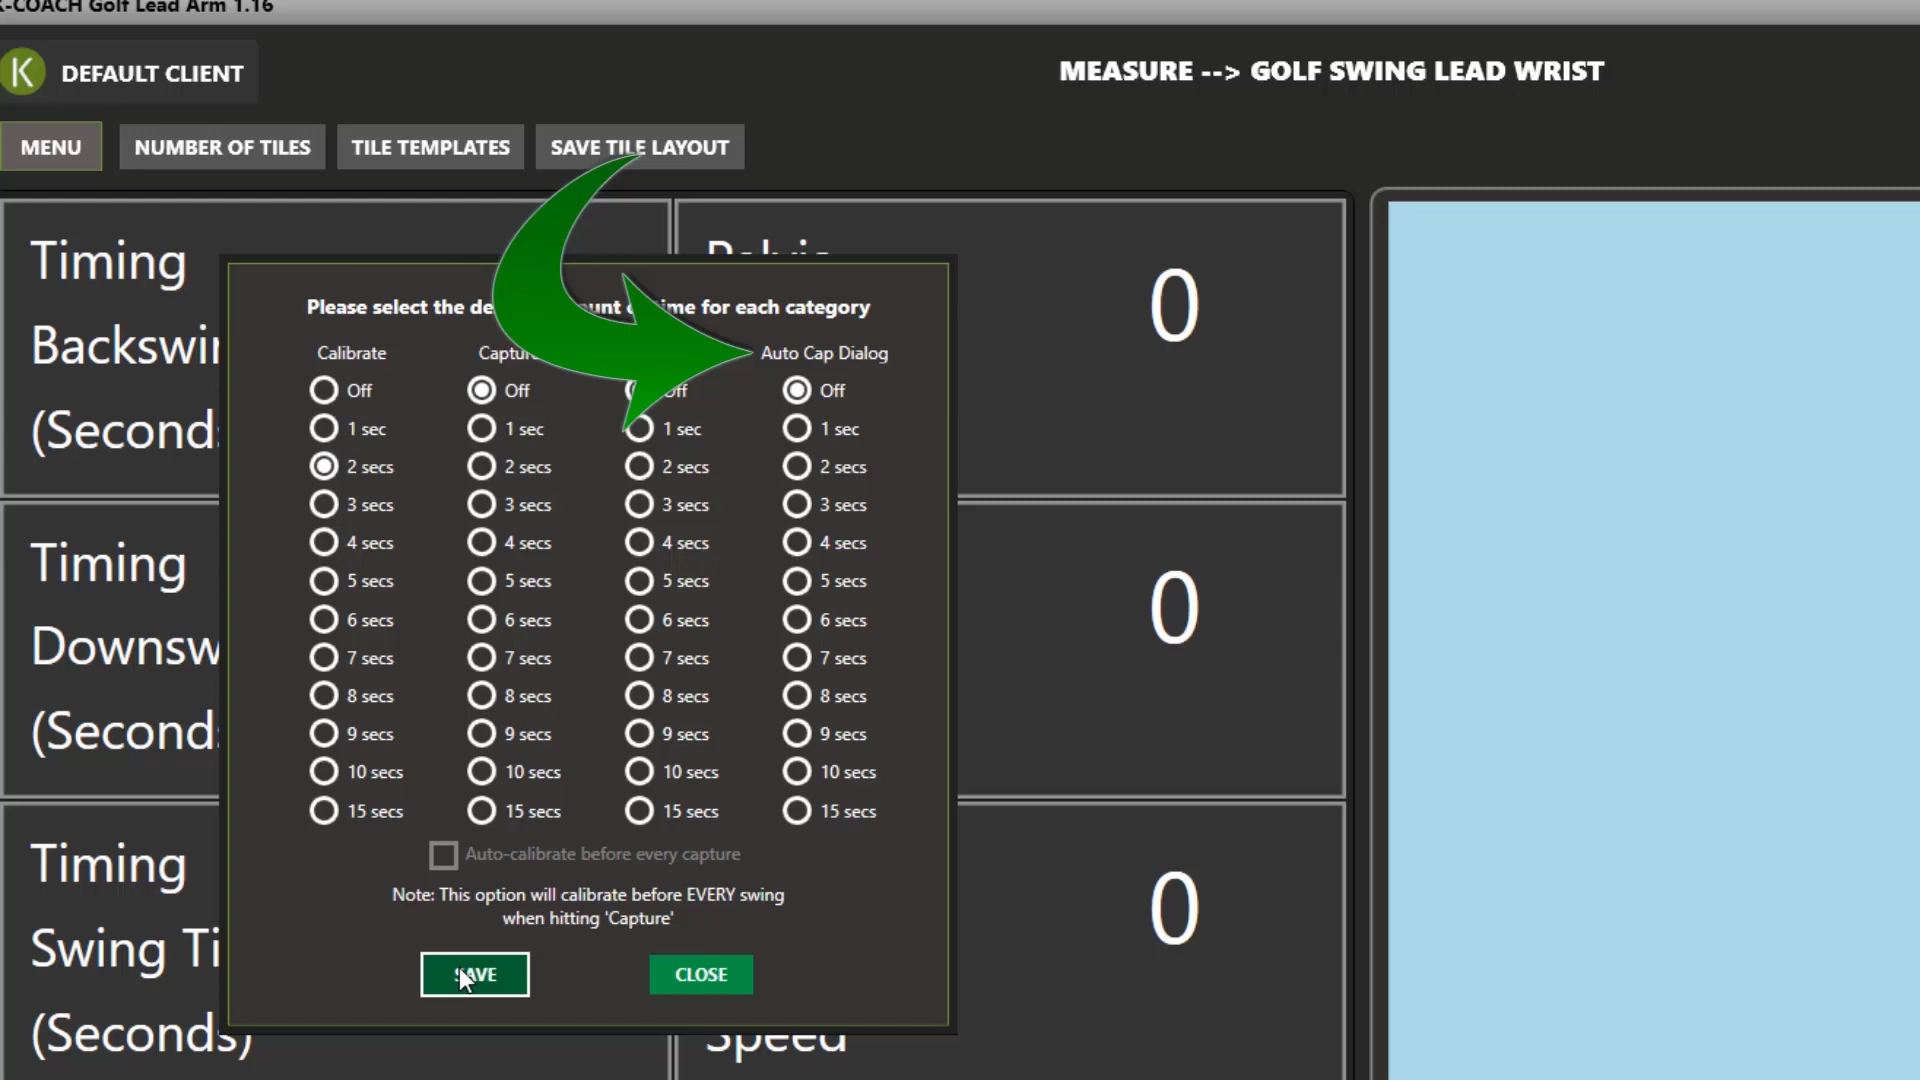 K-COACH Golf Lead Arm 1.16
K DEFAULT CLIENT
MEASURE --> GOLF SWING LEAD WRIST
MENU NUMBER OF TILES TILE TEMPLATES SAVE TILE LAYOUT
Timing
Backswin
(Seconds
0
Timing
Downsw
(Seconds
0
Timing
Swing Ti
(Seconds)
Speed
0
Please select the de unt ime for each category
Calibrate Capture Auto Cap Dialog
Off Off Off Off
1 sec 1 sec 1 sec 1 sec
2 secs 2 secs 2 secs 2 secs
3 secs 3 secs 3 secs 3 secs
4 secs 4 secs 4 secs 4 secs
5 secs 5 secs 5 secs 5 secs
6 secs 6 secs 6 secs 6 secs
7 secs 7 secs 7 secs 7 secs
8 secs 8 secs 8 secs 8 secs
9 secs 9 secs 9 secs 9 secs
10 secs 10 secs 10 secs 10 secs
15 secs 15 secs 15 secs 15 secs
Auto-calibrate before every capture
Note: This option will calibrate before EVERY swing
when hitting 'Capture'
SAVE CLOSE